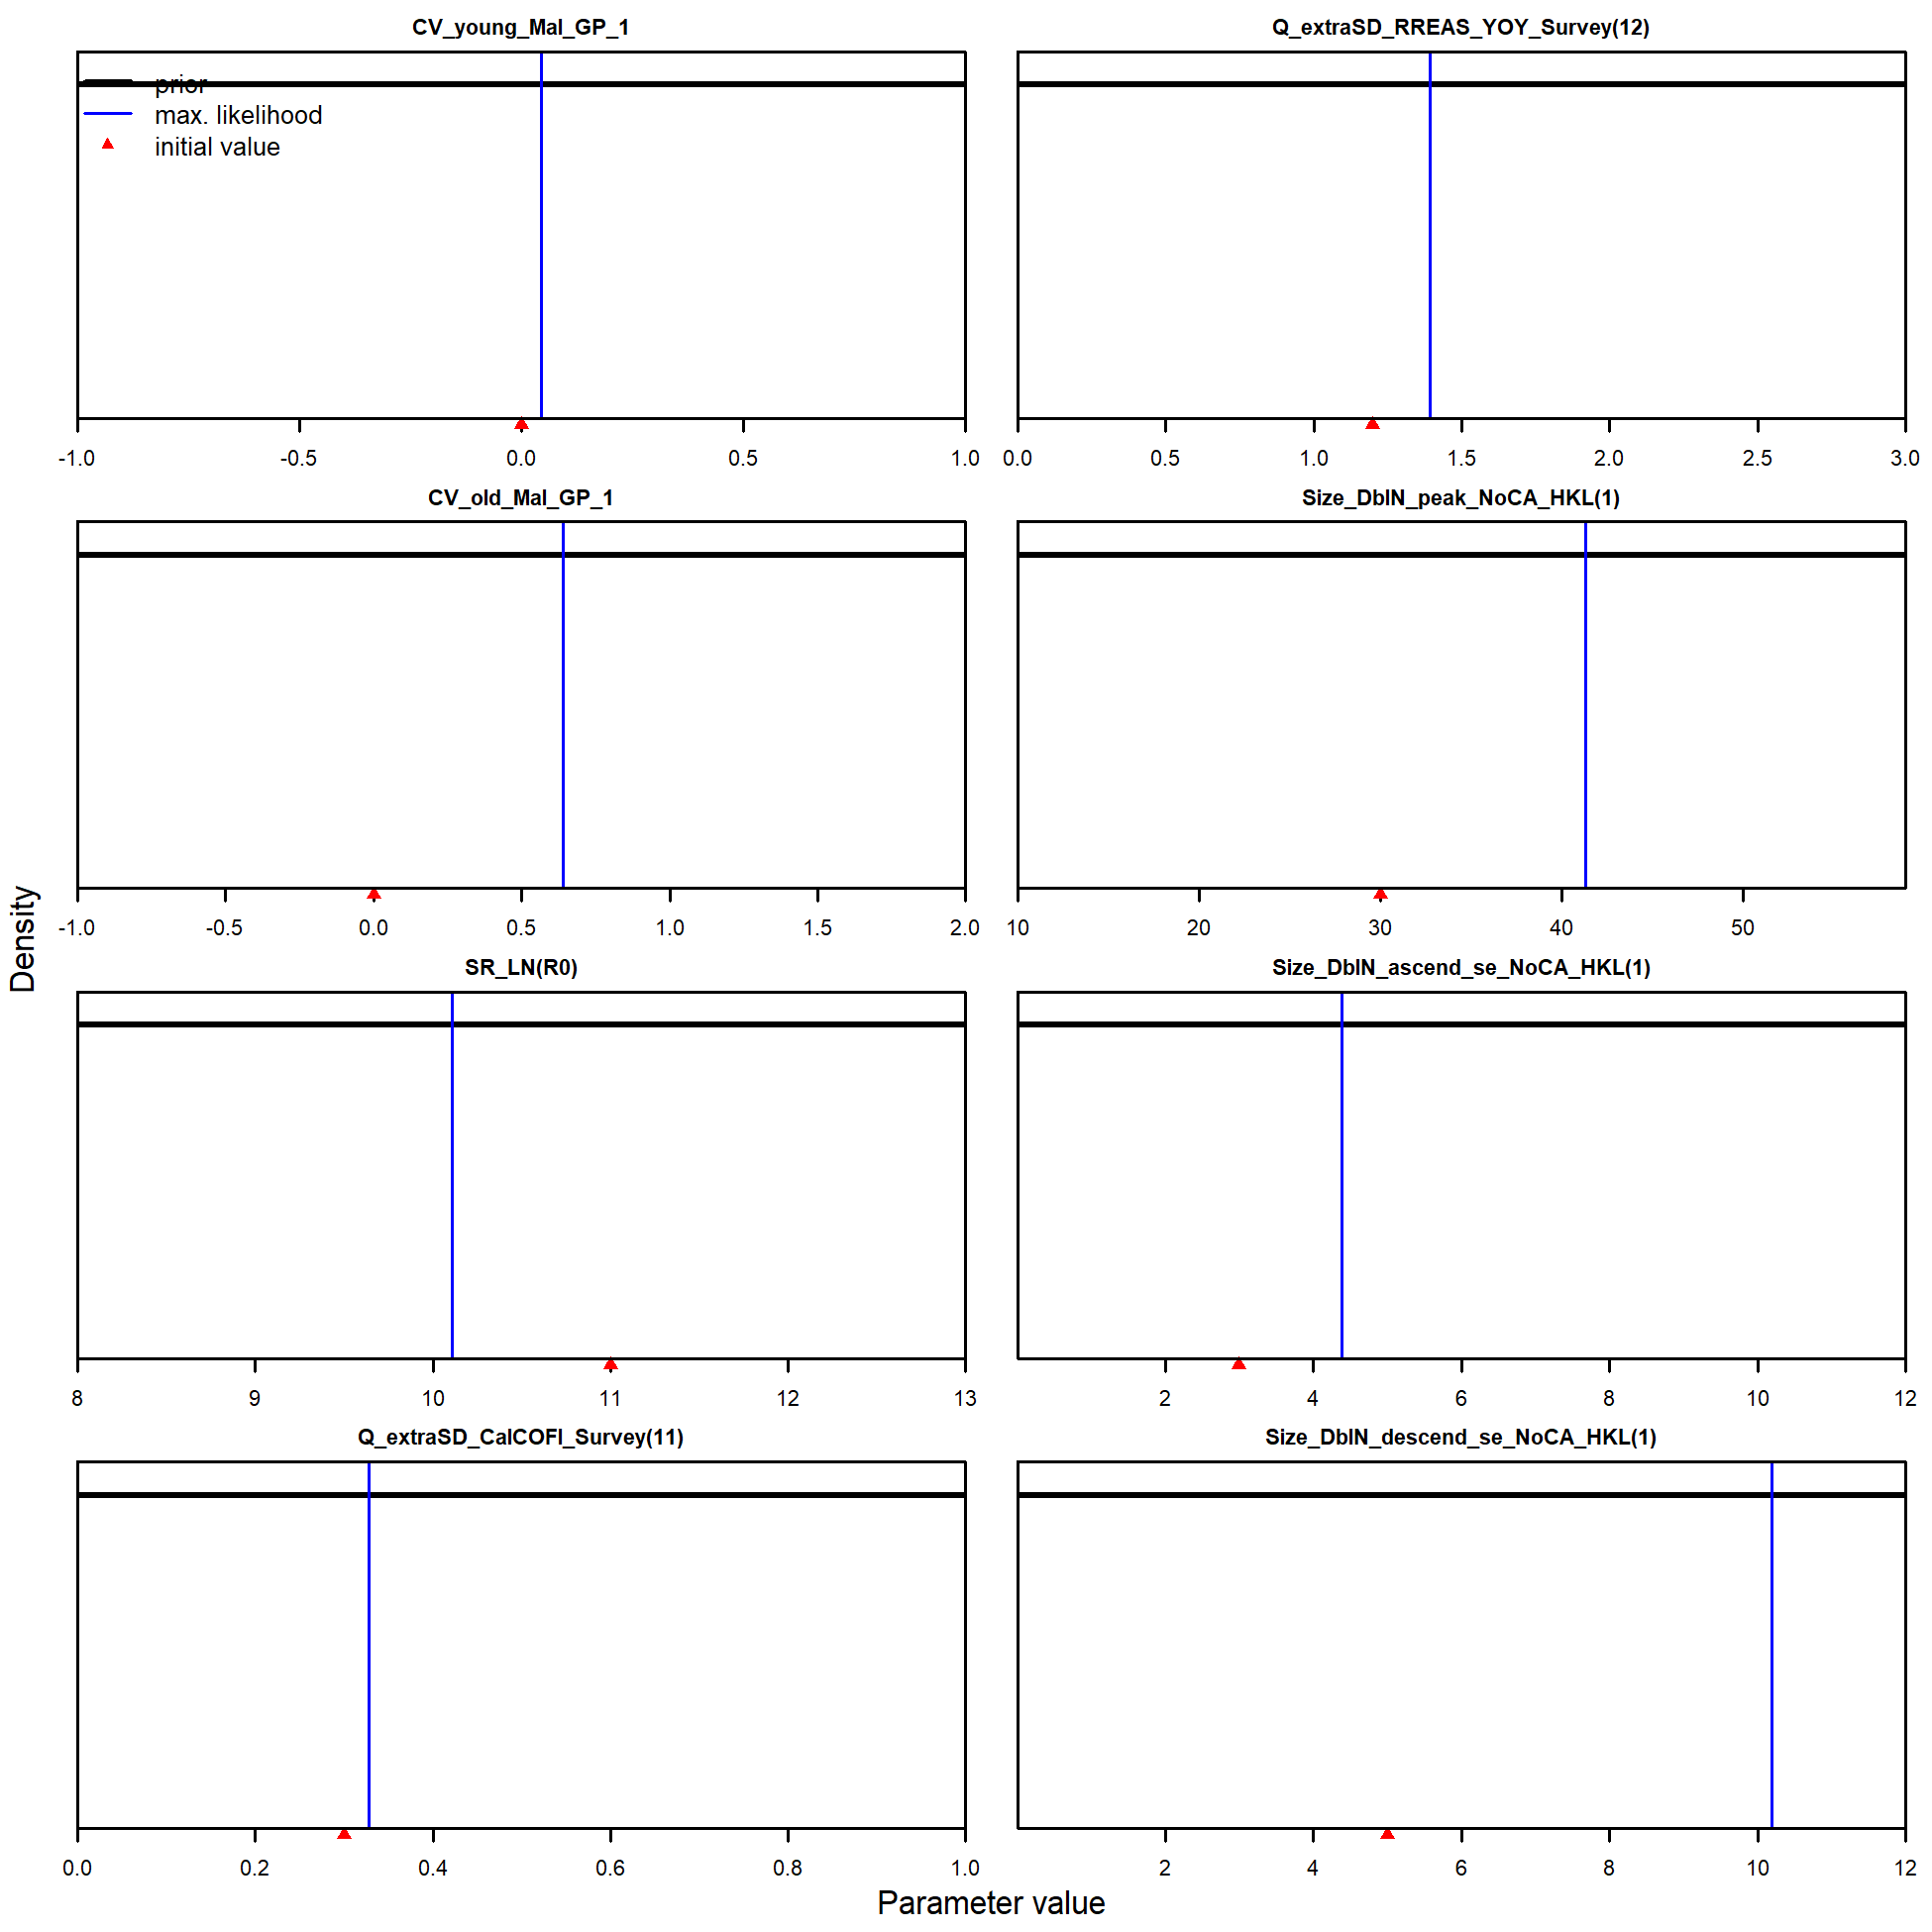 CV_young_Mal_GP_1
prior
max. likelihood
initial value
-1.0 -0.5 0.0 0.5 1.0
Q_extraSD_RREAS_YOY_Survey(12)
0.0 0.5 1.0 1.5 2.0 2.5 3.0
CV_old_Mal_GP_1
-1.0 -0.5 0.0 0.5 1.0 1.5 2.0
Size_DblN_peak_NoCA_HKL(1)
10 20 30 40 50
SR_LN(R0)
8 9 10 11 12 13
Size_DblN_ascend_se_NoCA_HKL(1)
2 4 6 8 10 12
Q_extraSD_CalCOFI_Survey(11)
0.0 0.2 0.4 0.6 0.8 1.0
Size_DblN_descend_se_NoCA_HKL(1)
2 4 6 8 10 12
Density
Parameter value